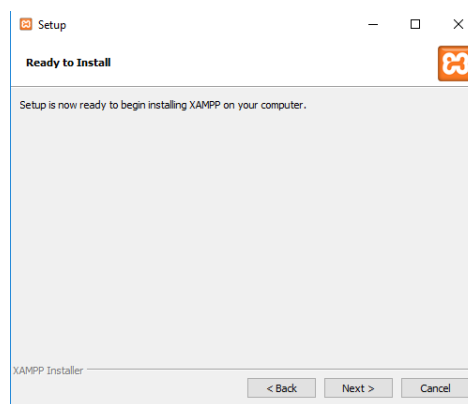 Setup
Ready to Install
Setup is now ready to begin installing XAMPP on your computer.
XAMPP Installer
< Back
Next >
Cancel